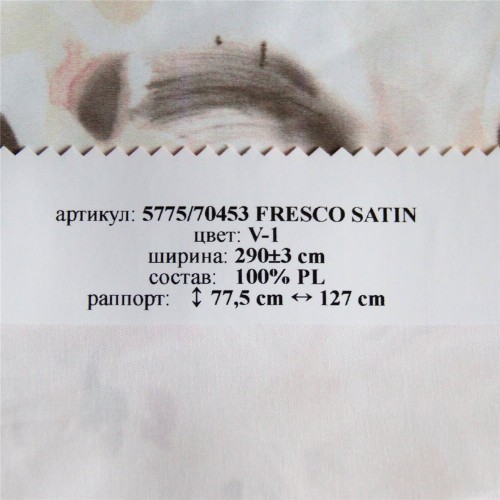 артикул: 5775/70453 FRESCO SATIN
цвет: V-1
ширина: 290±3 cm
состав: 100% PL
раппорт: ↕ 77,5 cm ↔ 127 cm